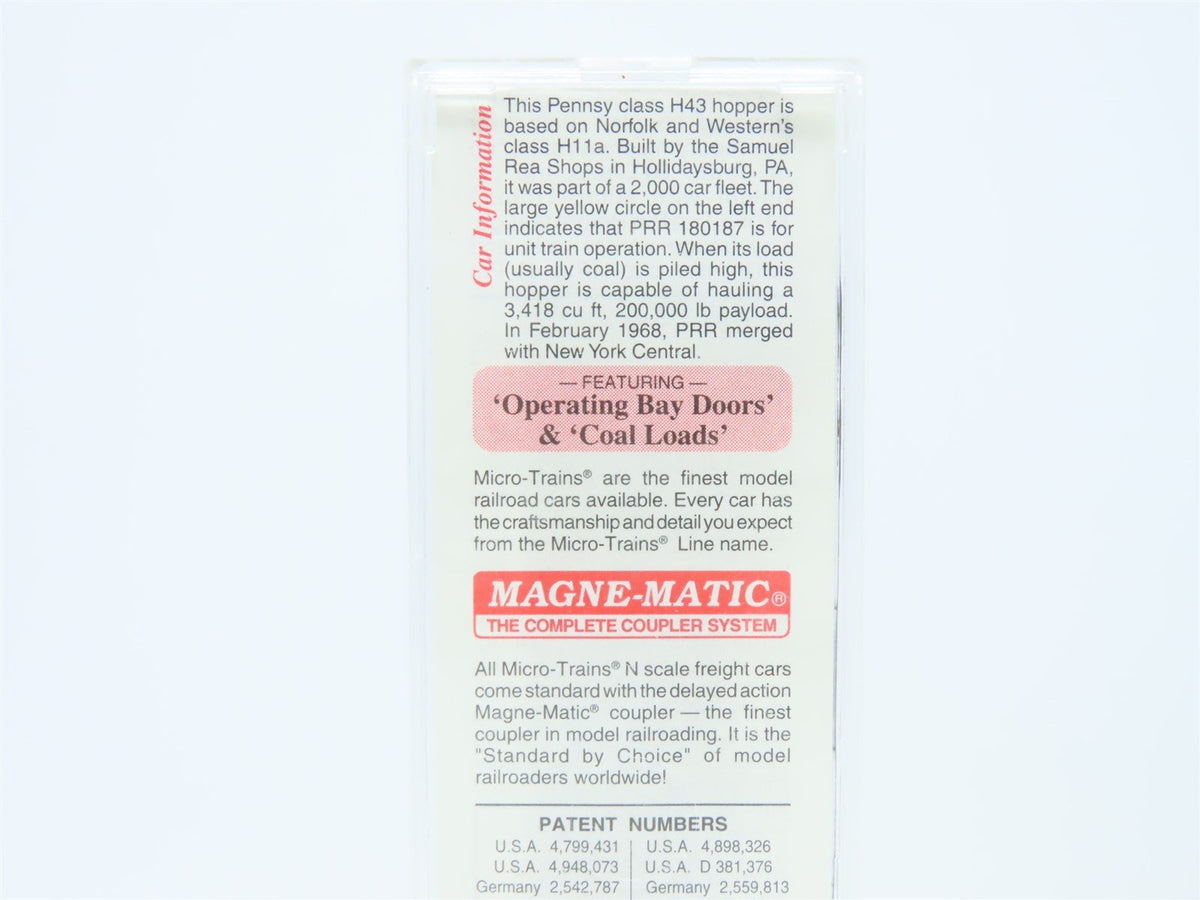 Car Information
This Pennsy class H43 hopper is
based on Norfolk and Western's
class H11a. Built by the Samuel
Rea Shops in Hollidaysburg, PA,
it was part of a 2,000 car fleet. The
large yellow circle on the left end
indicates that PRR 180187 is for
unit train operation. When its load
(usually coal) is piled high, this
hopper is capable of hauling a
3,418 cu ft, 200,000 lb payload.
In February 1968, PRR merged
with New York Central.
— FEATURING —
'Operating Bay Doors'
& 'Coal Loads'
Micro-Trains® are the finest model
railroad cars available. Every car has
the craftsmanship and detail you expect
from the Micro-Trains® Line name.
MAGNE-MATIC®
THE COMPLETE COUPLER SYSTEM
All Micro-Trains® N scale freight cars
come standard with the delayed action
Magne-Matic® coupler — the finest
coupler in model railroading. It is the
"Standard by Choice" of model
railroaders worldwide!
PATENT NUMBERS
U.S.A. 4,799,431 U.S.A. 4,898,326
U.S.A. 4,948,073 U.S.A. D 381,376
Germany 2,542,787 Germany 2,559,813